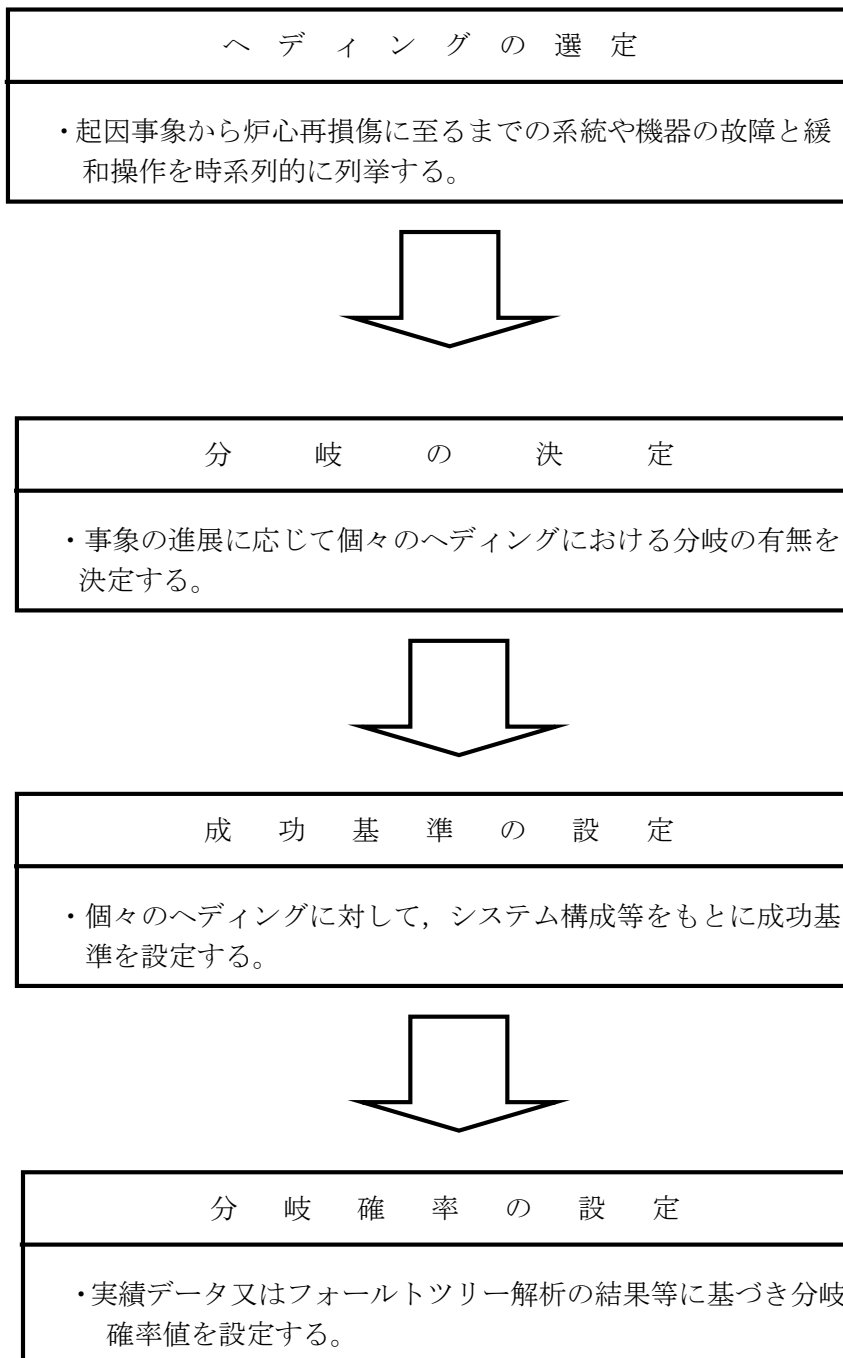 ヘディングの選定
・起因事象から炉心再損傷に至るまでの系統や機器の故障と緩
和操作を時系列的に列挙する。
分岐の決定
・事象の進展に応じて個々のヘディングにおける分岐の有無を
決定する。
成功基準の設定
・個々のヘディングに対して，システム構成等をもとに成功基
準を設定する。
分岐確率の設定
・実績データ又はフォールトツリー解析の結果等に基づき分岐
確率値を設定する。